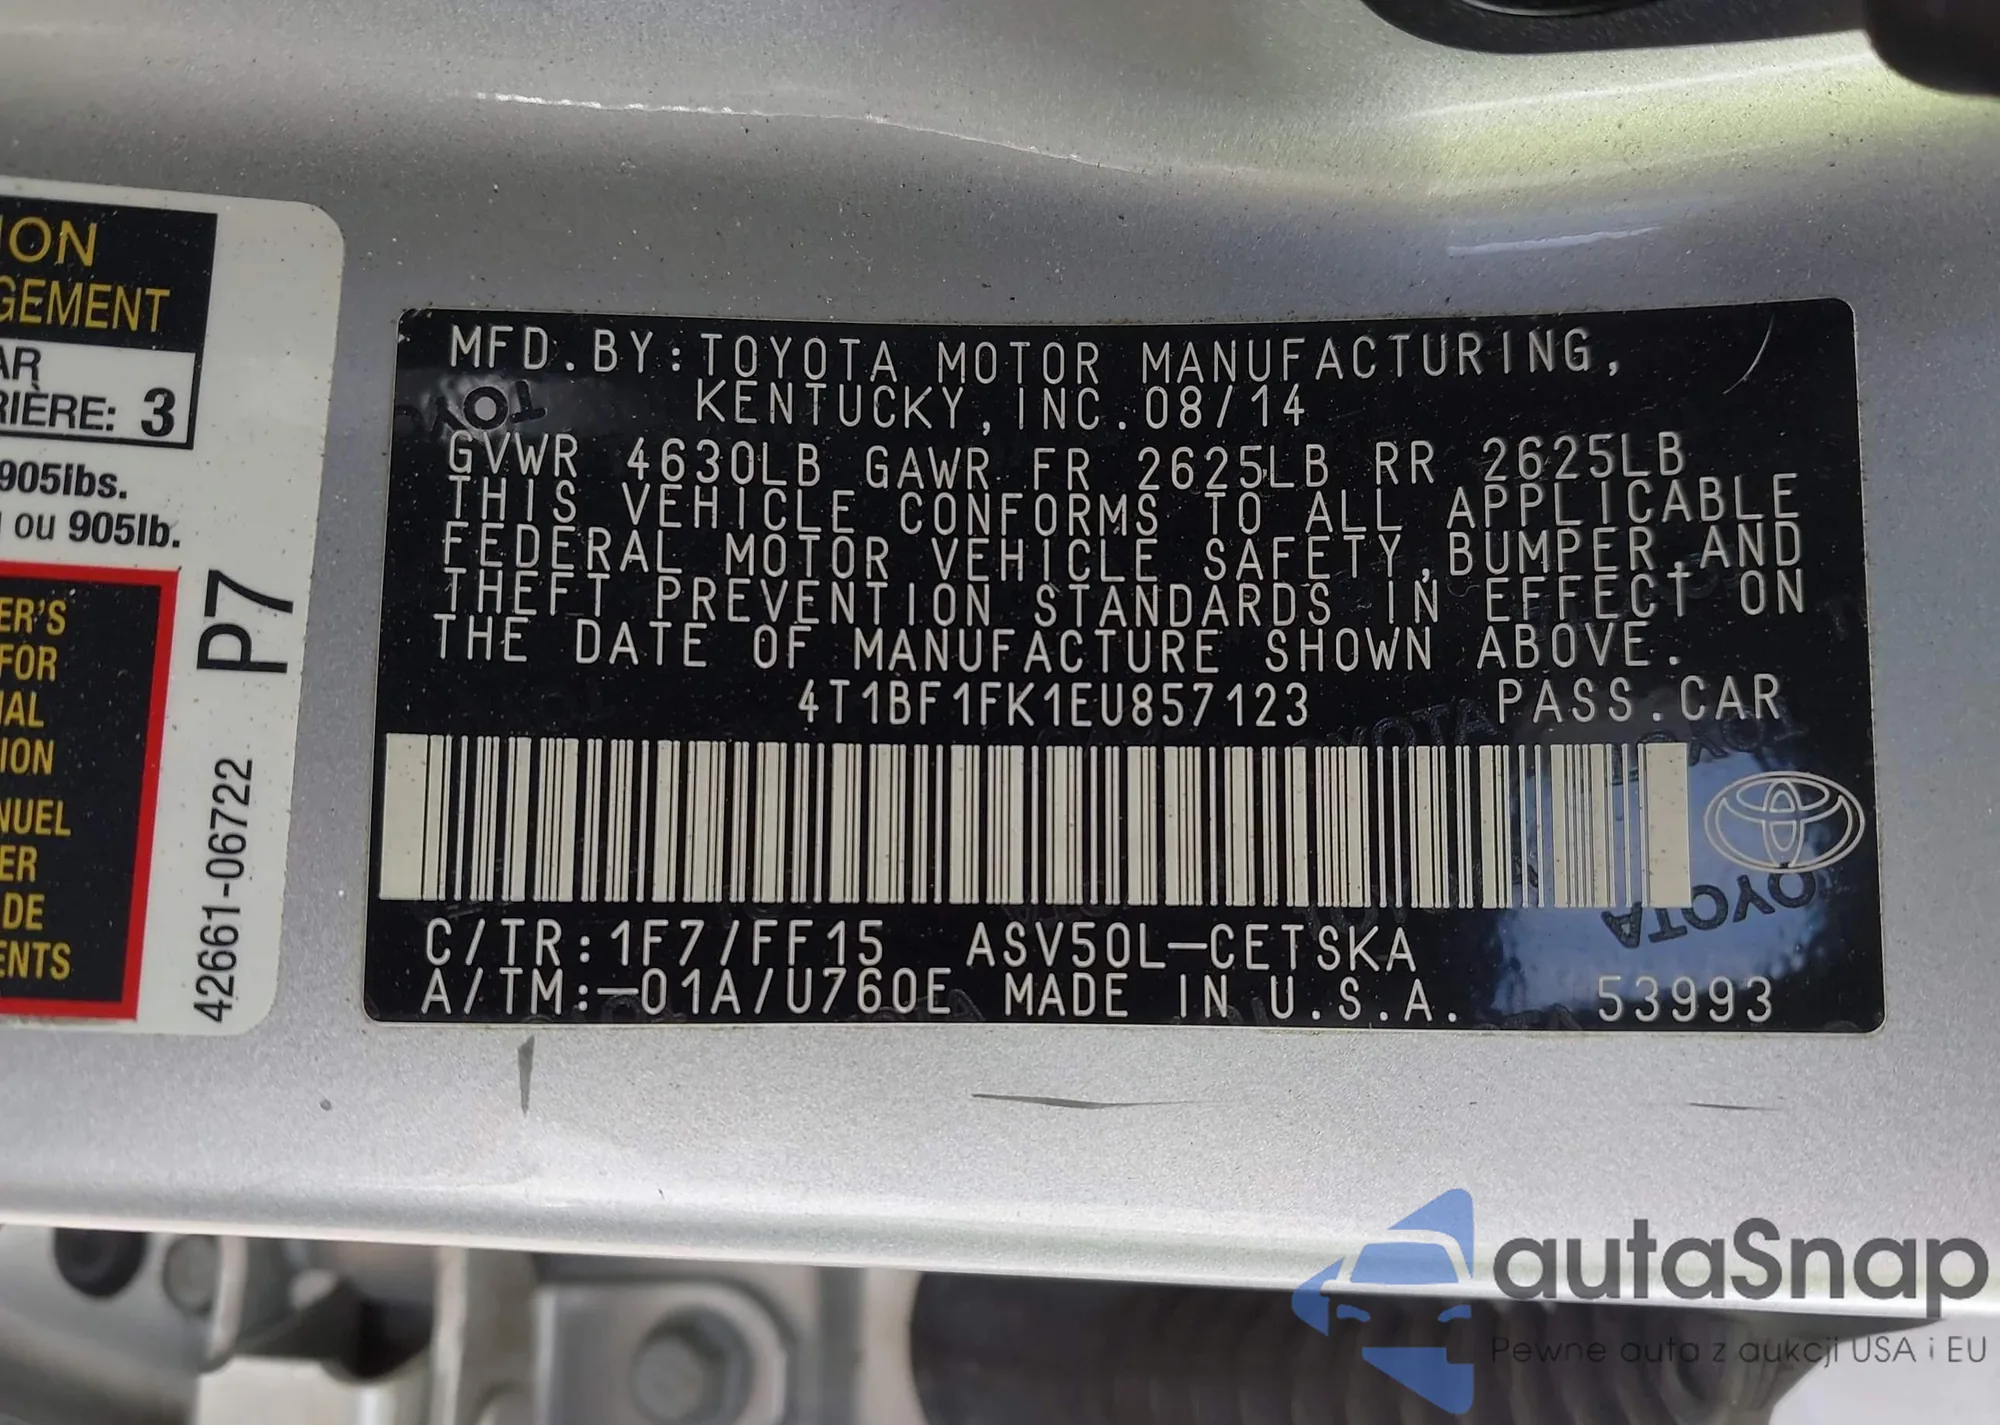 ION
GEMENT
AR
RIÈRE: 3
905lbs.
ou 905lb.
ER'S
FOR
IAL
ION
NUEL
ER
DE
ENTS
P7
42661-06722
MFD.BY:TOYOTA MOTOR MANUFACTURING,
KENTUCKY,INC.08/14
GVWR 4630LB GAWR FR 2625LB RR 2625LB
THIS VEHICLE CONFORMS TO ALL APPLICABLE
FEDERAL MOTOR VEHICLE SAFETY,BUMPER,AND
THEFT PREVENTION STANDARDS IN EFFECT ON
THE DATE OF MANUFACTURE SHOWN ABOVE.
4T1BF1FK1EU857123 PASS.CAR
C/TR:1F7/FF15 ASV50L-CETSKA
A/TM:-01A/U760E MADE IN U.S.A. 53993
TOYOTA
autaSnap
Pewne auta z aukcji USA i EU